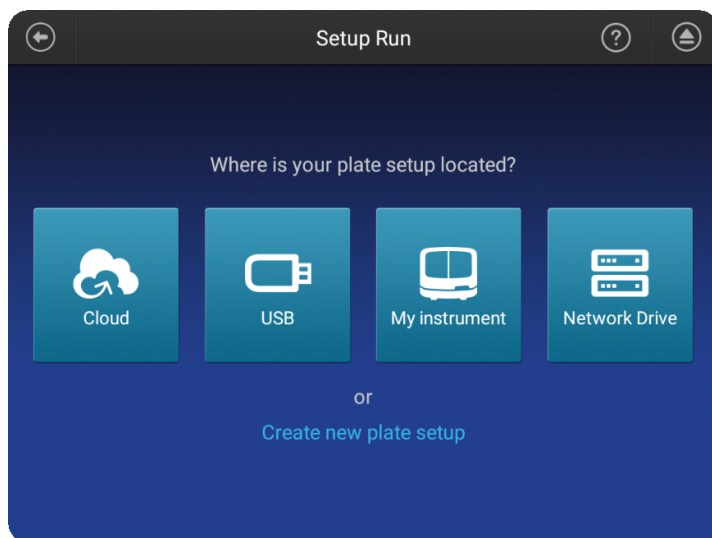 Setup Run
?
Where is your plate setup located?
Cloud
USB
My instrument
Network Drive
or
Create new plate setup